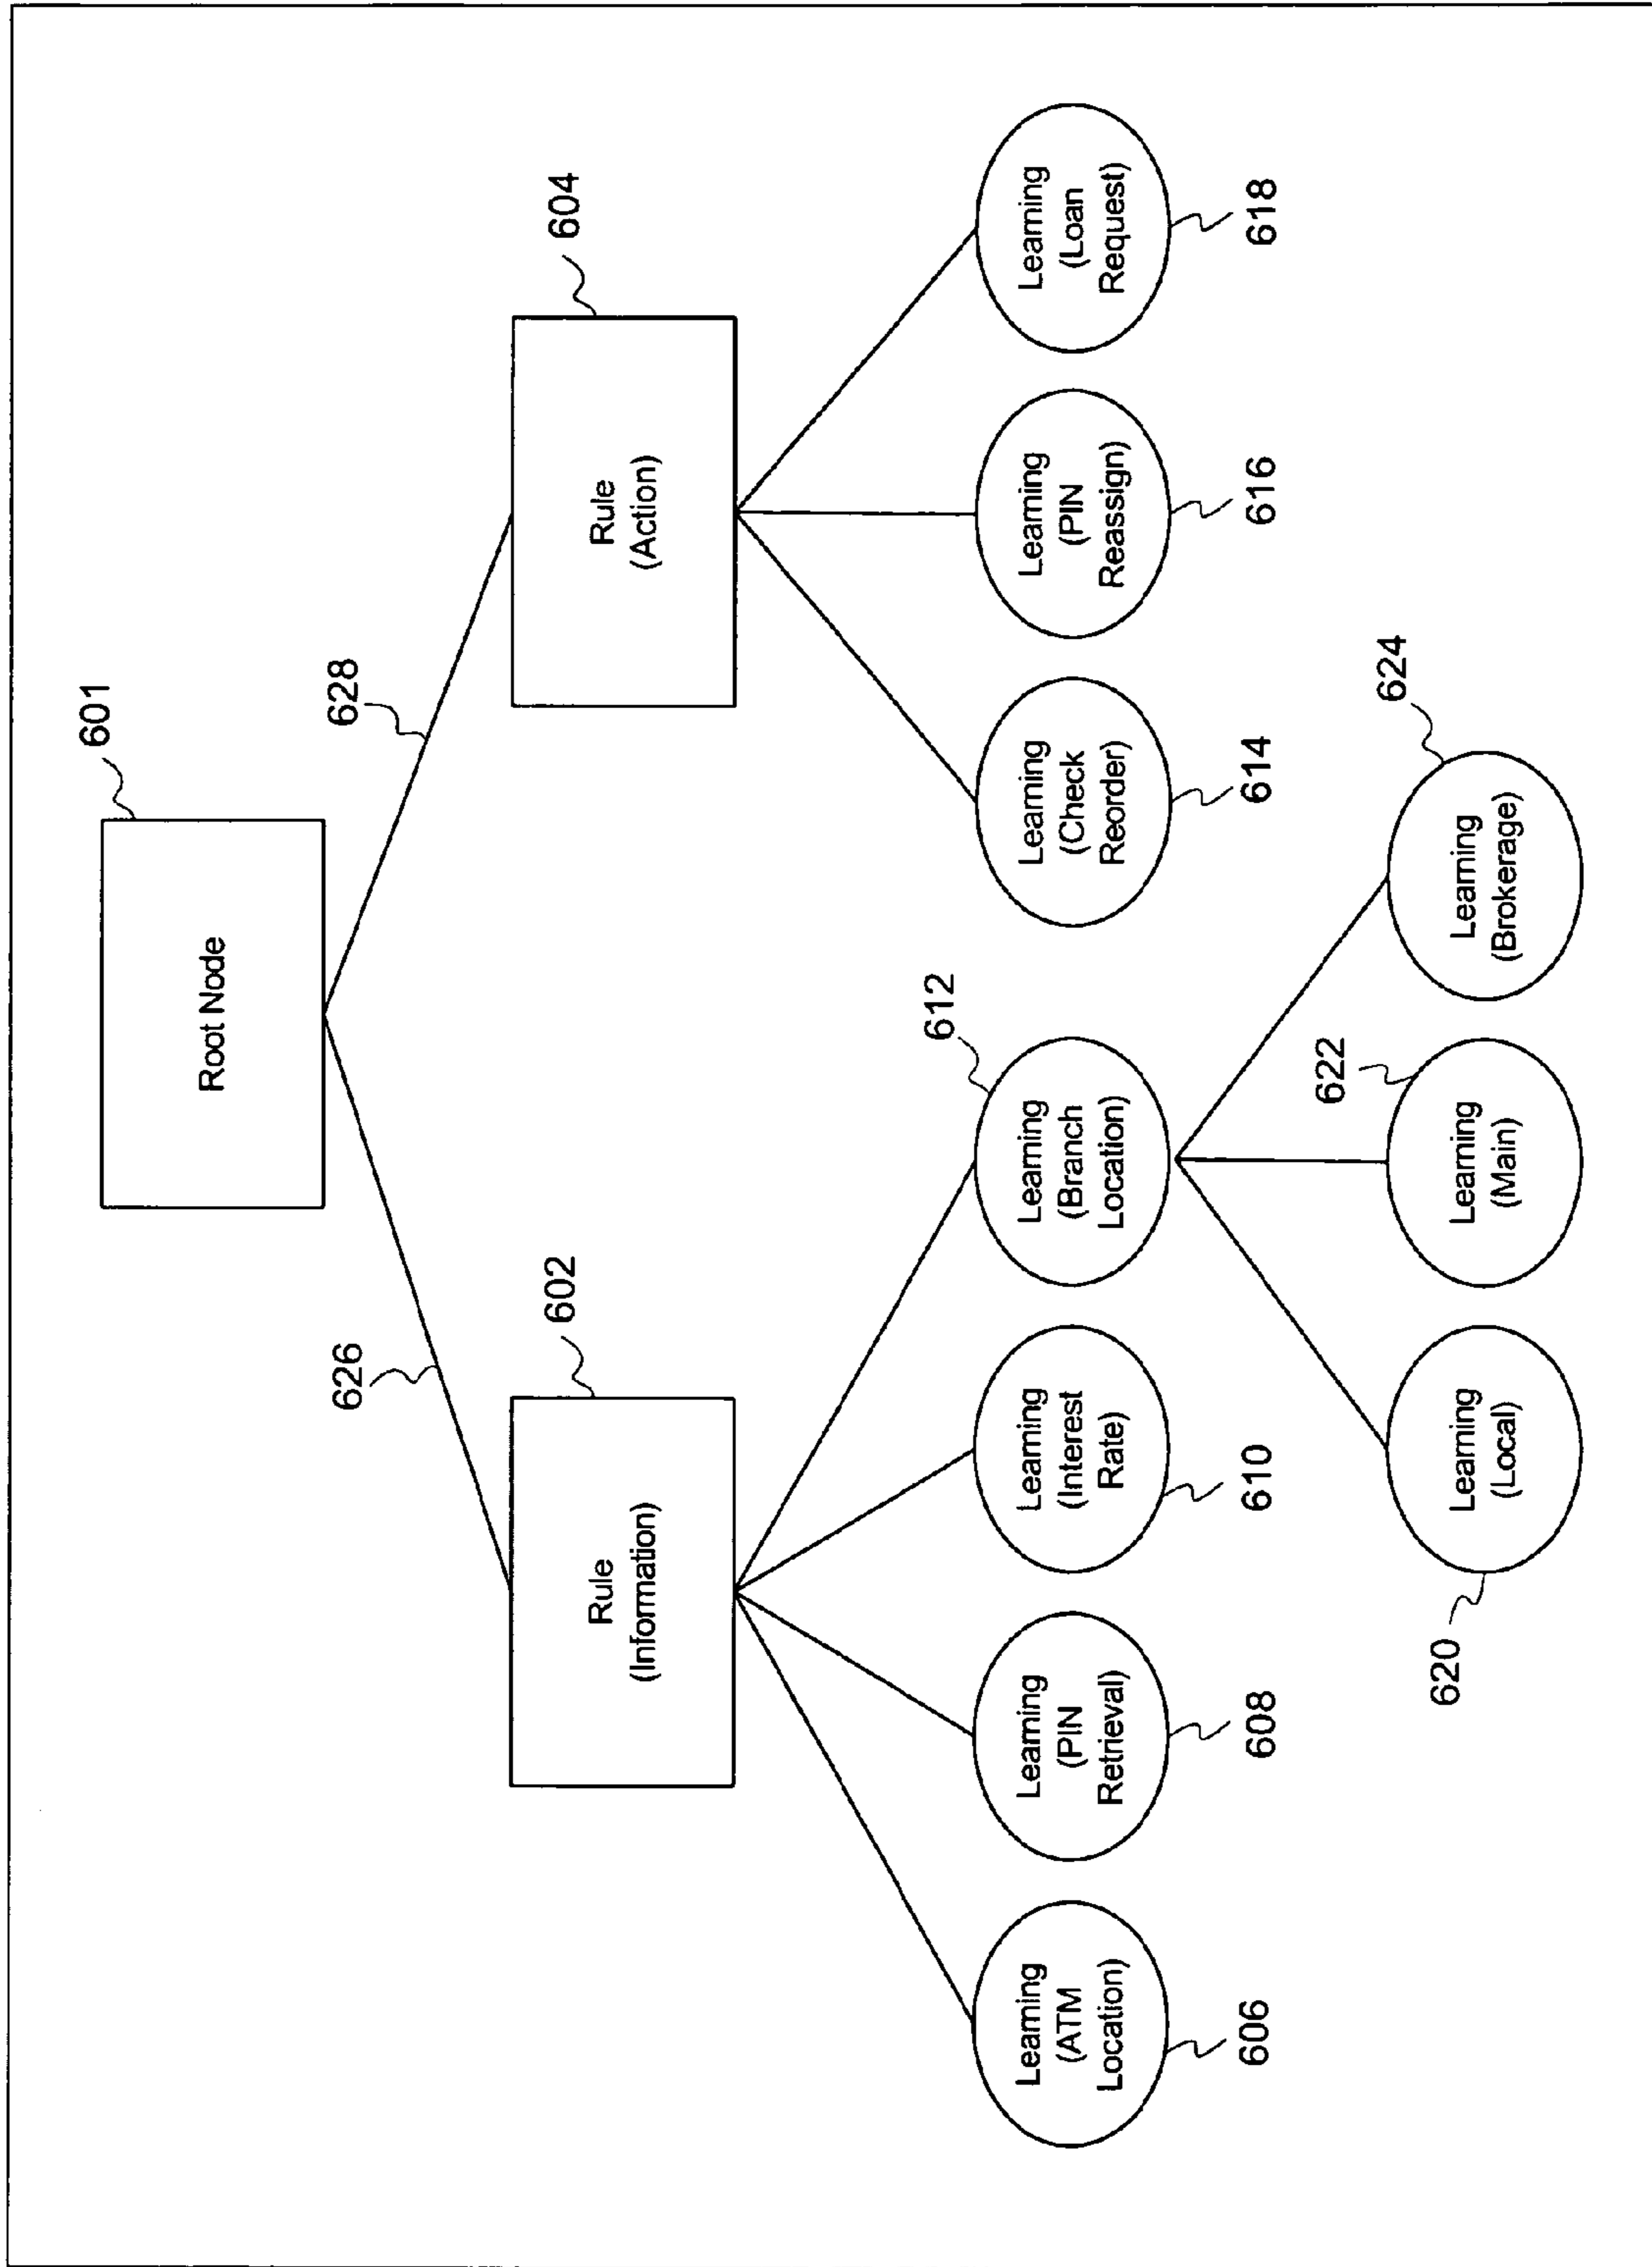 601
Root Node
626
628
602
Rule
(Information)
604
Rule
(Action)
612
Learning
(ATM
Location)
606
Learning
(PIN
Retrieval)
608
Learning
(Interest
Rate)
610
Learning
(Branch
Location)
Learning
(Check
Reorder)
614
Learning
(PIN
Reassign)
616
Learning
(Loan
Request)
618
620
Learning
(Local)
622
Learning
(Main)
624
Learning
(Brokerage)